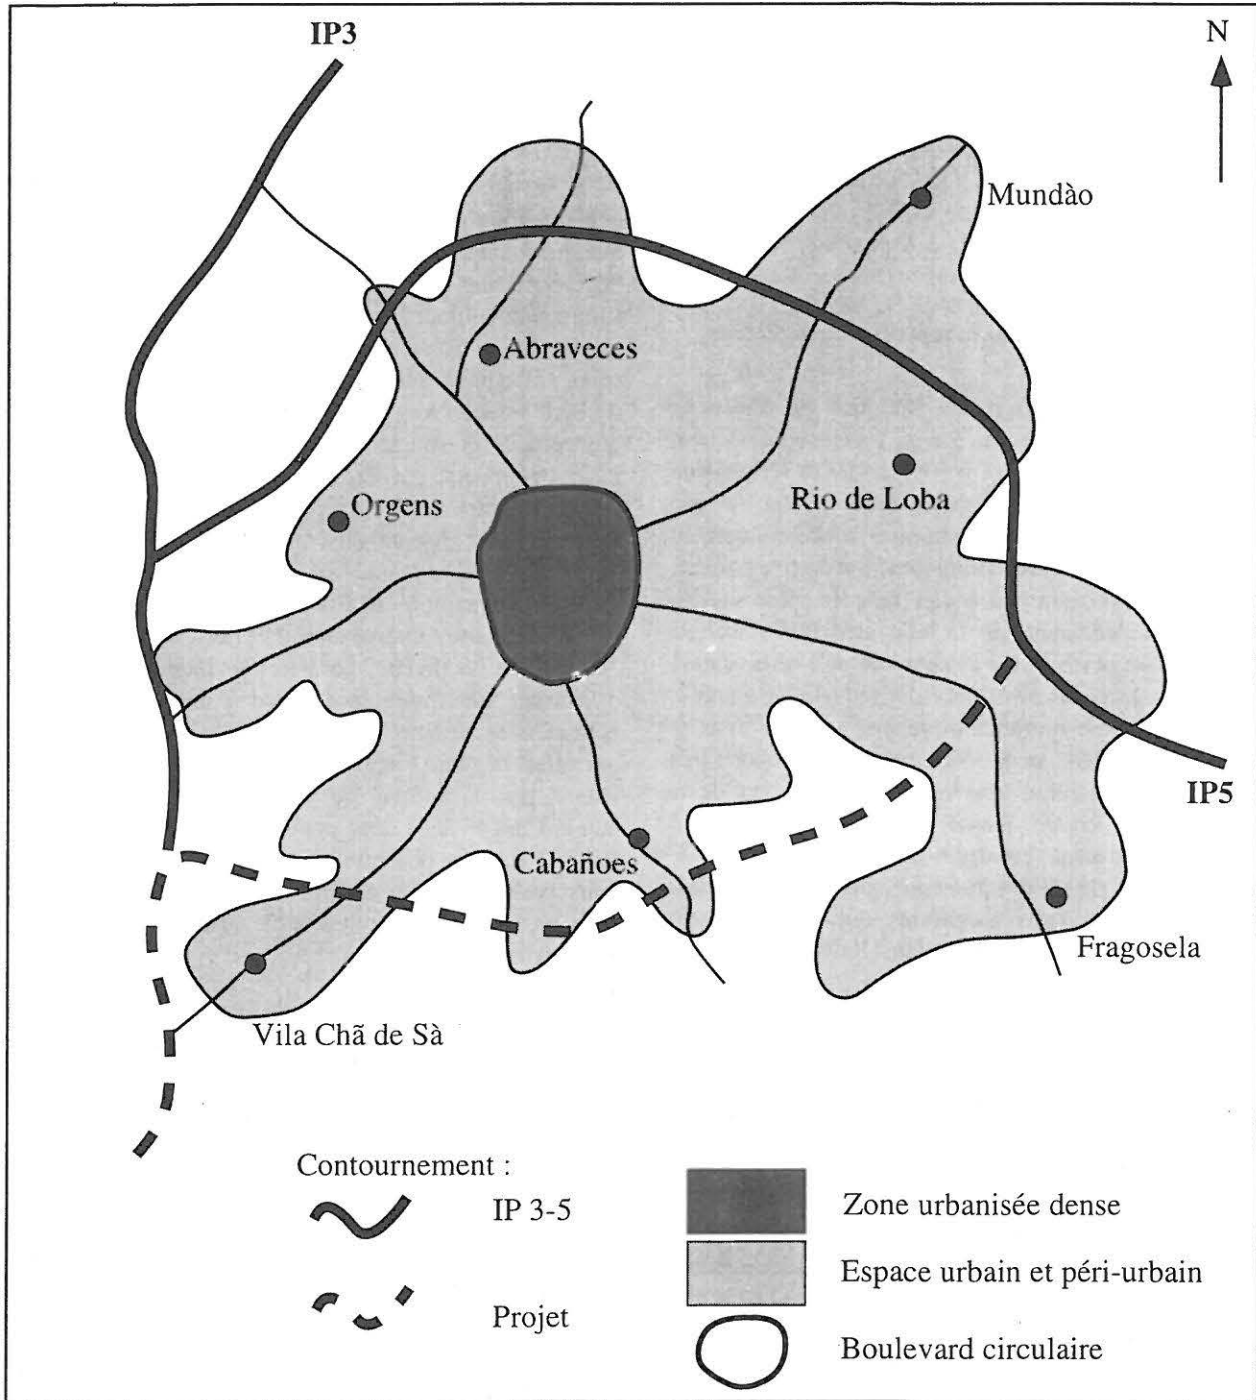 IP3
N
Mundào
Abraveces
Orgens
Rio de Loba
IP5
Cabañoes
Fragosela
Vila Chã de Sà
Contournement :
IP 3-5
Projet
Zone urbanisée dense
Espace urbain et péri-urbain
Boulevard circulaire